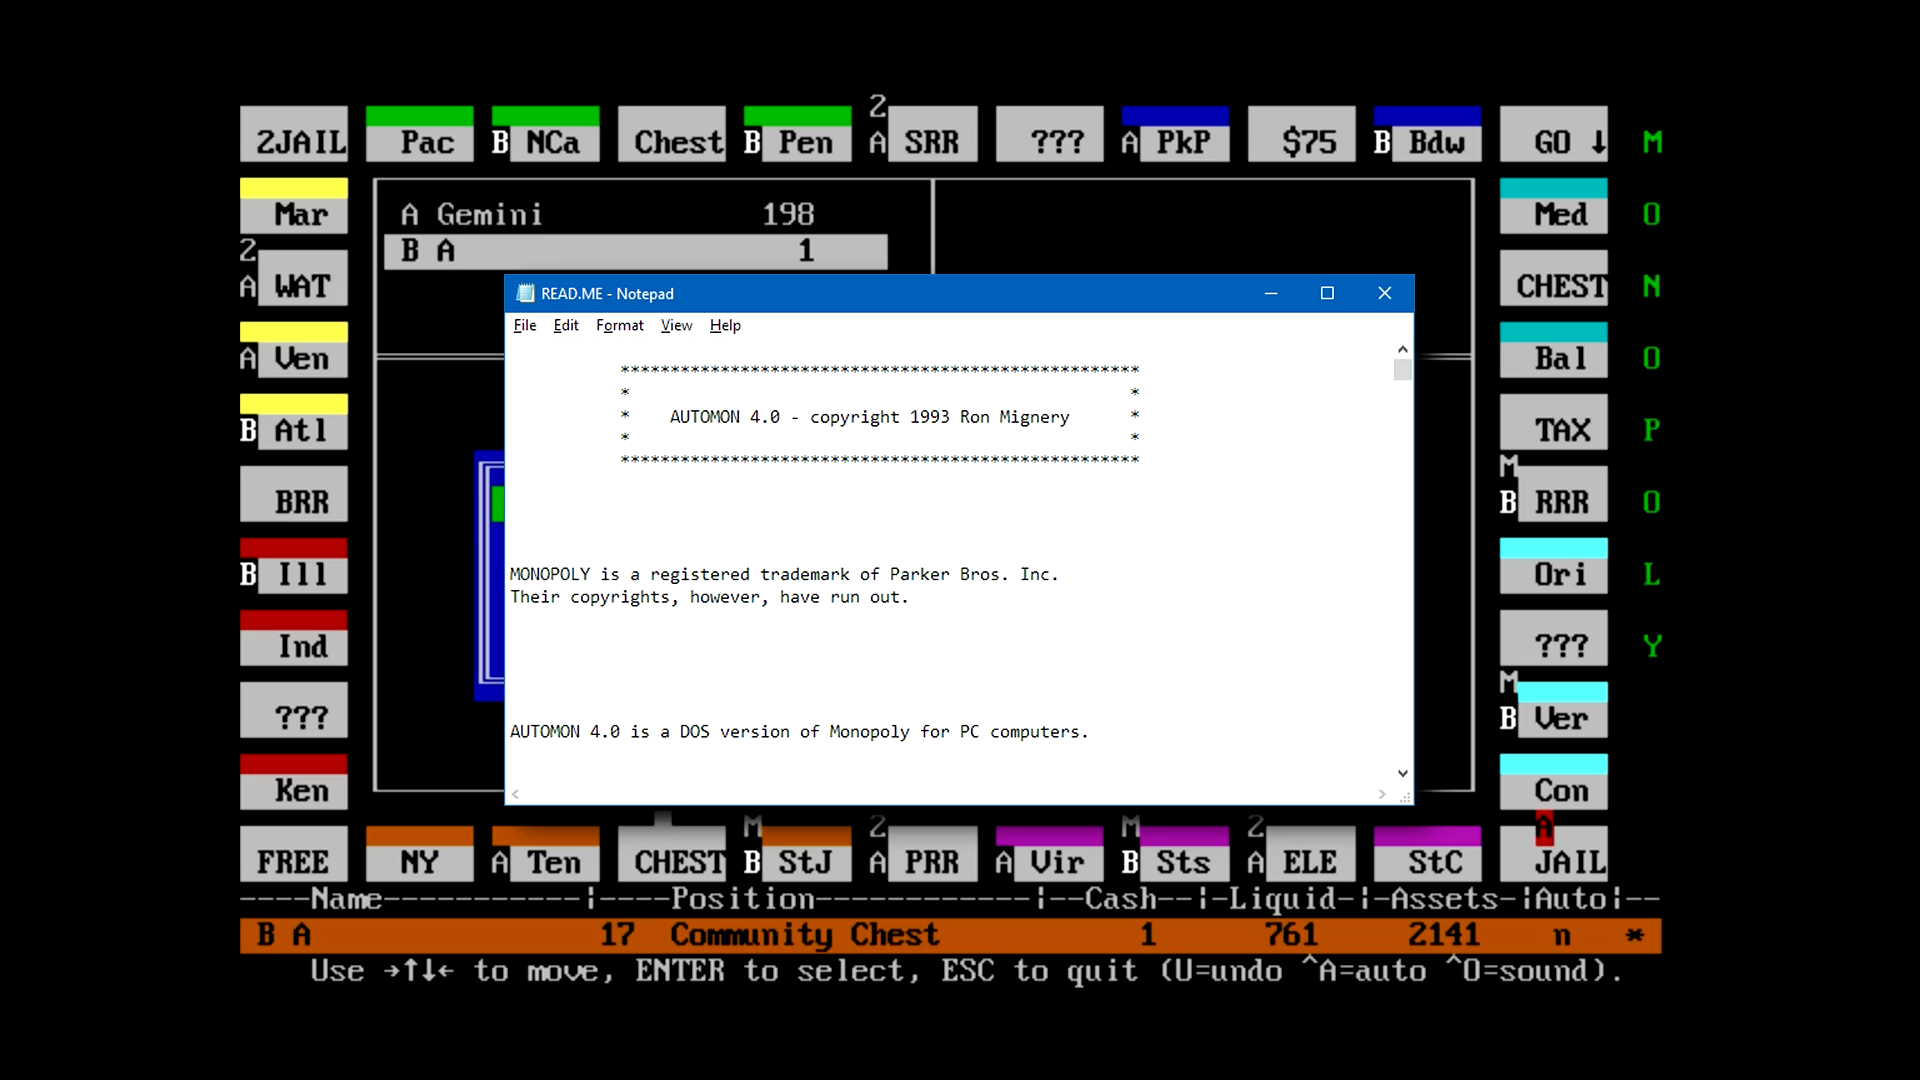 2JAIL Pac B NCa Chest B Pen 2 A SRR ??? A PkP $75 B Bdw GO ↓ M
Mar A Gemini 198 Med O
2 A WAT B A 1 CHEST N
READ.ME - Notepad
File Edit Format View Help
A Ven Bal O
****************************************************
* *
* AUTOMON 4.0 - copyright 1993 Ron Mignery *
* *
****************************************************
B Atl TAX P
BRR M B RRR O
B Ill Ori L
MONOPOLY is a registered trademark of Parker Bros. Inc.
Their copyrights, however, have run out.
Ind ??? Y
??? M B Ver
AUTOMON 4.0 is a DOS version of Monopoly for PC computers.
Ken Con
A
FREE NY A Ten CHEST M B StJ 2 A PRR A Vir M B Sts 2 A ELE StC JAIL
----Name-----------¦----Position------------¦--Cash--¦-Liquid-¦-Assets-¦Auto¦--
B A 17 Community Chest 1 761 2141 n *
Use →↑↓← to move, ENTER to select, ESC to quit (U=undo ^A=auto ^O=sound).